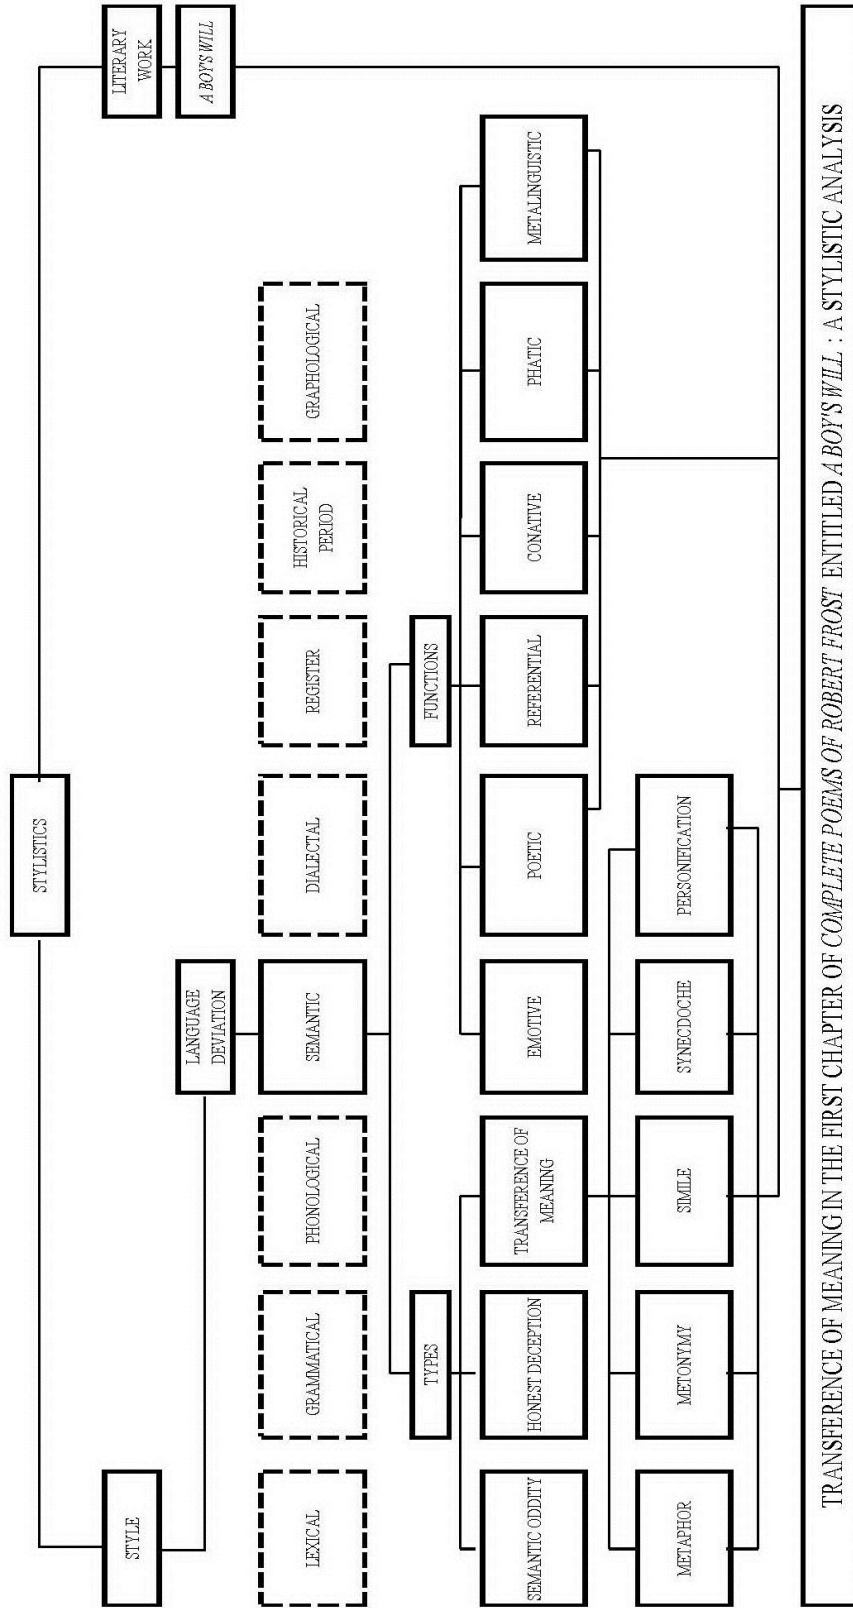 STYLISTICS
STYLE
LITERARY
WORK
LANGUAGE
DEVIATION
A BOY'S WILL
LEXICAL
GRAMMATICAL
PHONOLOGICAL
SEMANTIC
DIALECTAL
REGISTER
HISTORICAL
PERIOD
GRAPHOLOGICAL
TYPES
FUNCTIONS
SEMANTIC ODDITY
HONEST DECEPTION
TRANSFERENCE OF
MEANING
EMOTIVE
POETIC
REFERENTIAL
CONATIVE
PHATIC
METALINGUISTIC
METAPHOR
METONYMY
SIMILE
SYNECDOCHE
PERSONIFICATION
TRANSFERENCE OF MEANING IN THE FIRST CHAPTER OF COMPLETE POEMS OF ROBERT FROST ENTITLED A BOY'S WILL : A STYLISTIC ANALYSIS